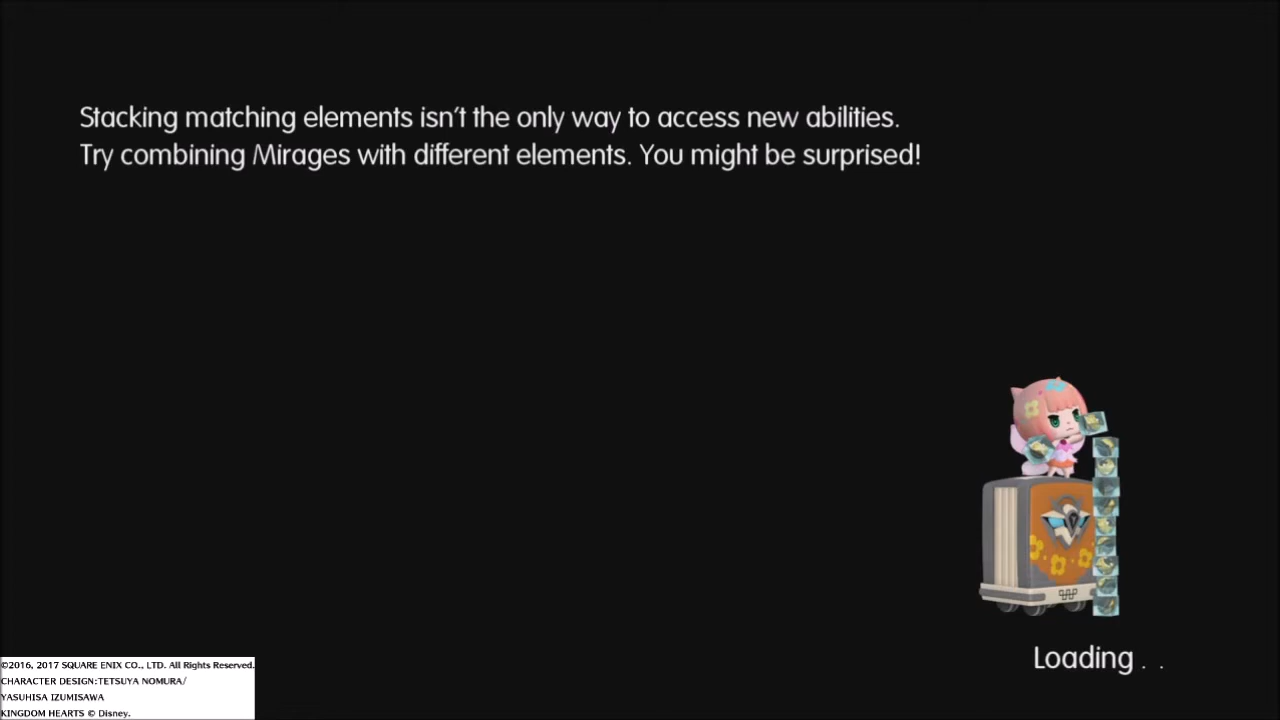 Stacking matching elements isn't the only way to access new abilities.
Try combining Mirages with different elements. You might be surprised!
Loading . .
©2016, 2017 SQUARE ENIX CO., LTD. All Rights Reserved.
CHARACTER DESIGN:TETSUYA NOMURA/
YASUHISA IZUMISAWA
KINGDOM HEARTS © Disney.